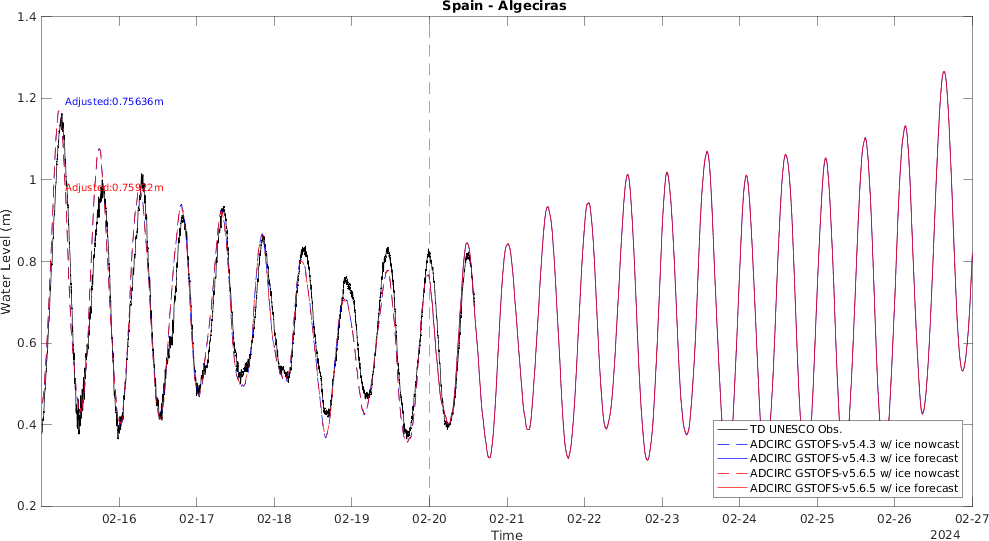 Spain - Algeciras
1.4
1.2
1
0.8
0.6
0.4
0.2
Water Level (m)
Adjusted:0.75636m
02-16
02-17
02-18
02-19
02-20
02-21
02-22
02-23
02-24
02-25
02-26
02-27
2024
Time
TD UNESCO Obs.
ADCIRC GSTOFS-v5.4.3 w/ ice nowcast
ADCIRC GSTOFS-v5.4.3 w/ ice forecast
ADCIRC GSTOFS-v5.6.5 w/ ice nowcast
ADCIRC GSTOFS-v5.6.5 w/ ice forecast